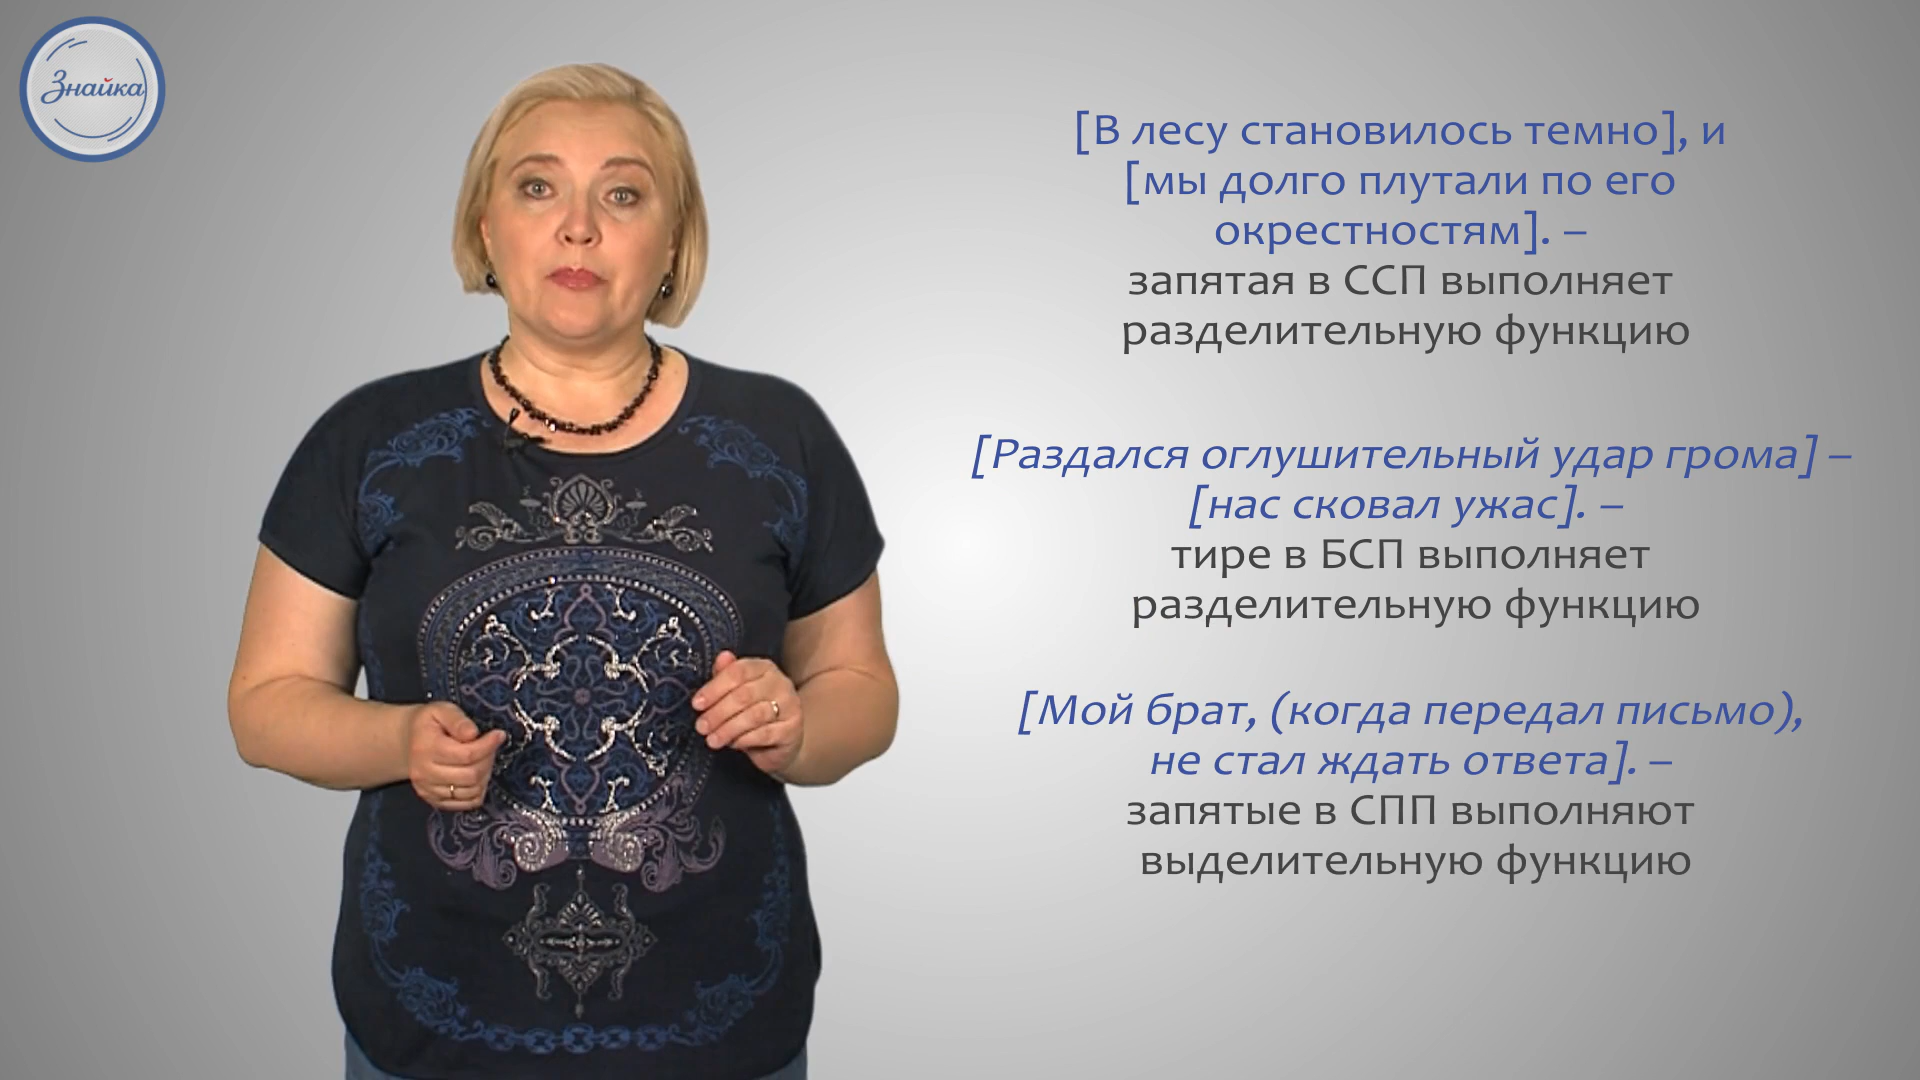 Знайка
[В лесу становилось темно], и
[мы долго плутали по его
окрестностям]. –
запятая в ССП выполняет
разделительную функцию
[Раздался оглушительный удар грома] –
[нас сковал ужас]. –
тире в БСП выполняет
разделительную функцию
[Мой брат, (когда передал письмо),
не стал ждать ответа]. –
запятые в СПП выполняют
выделительную функцию